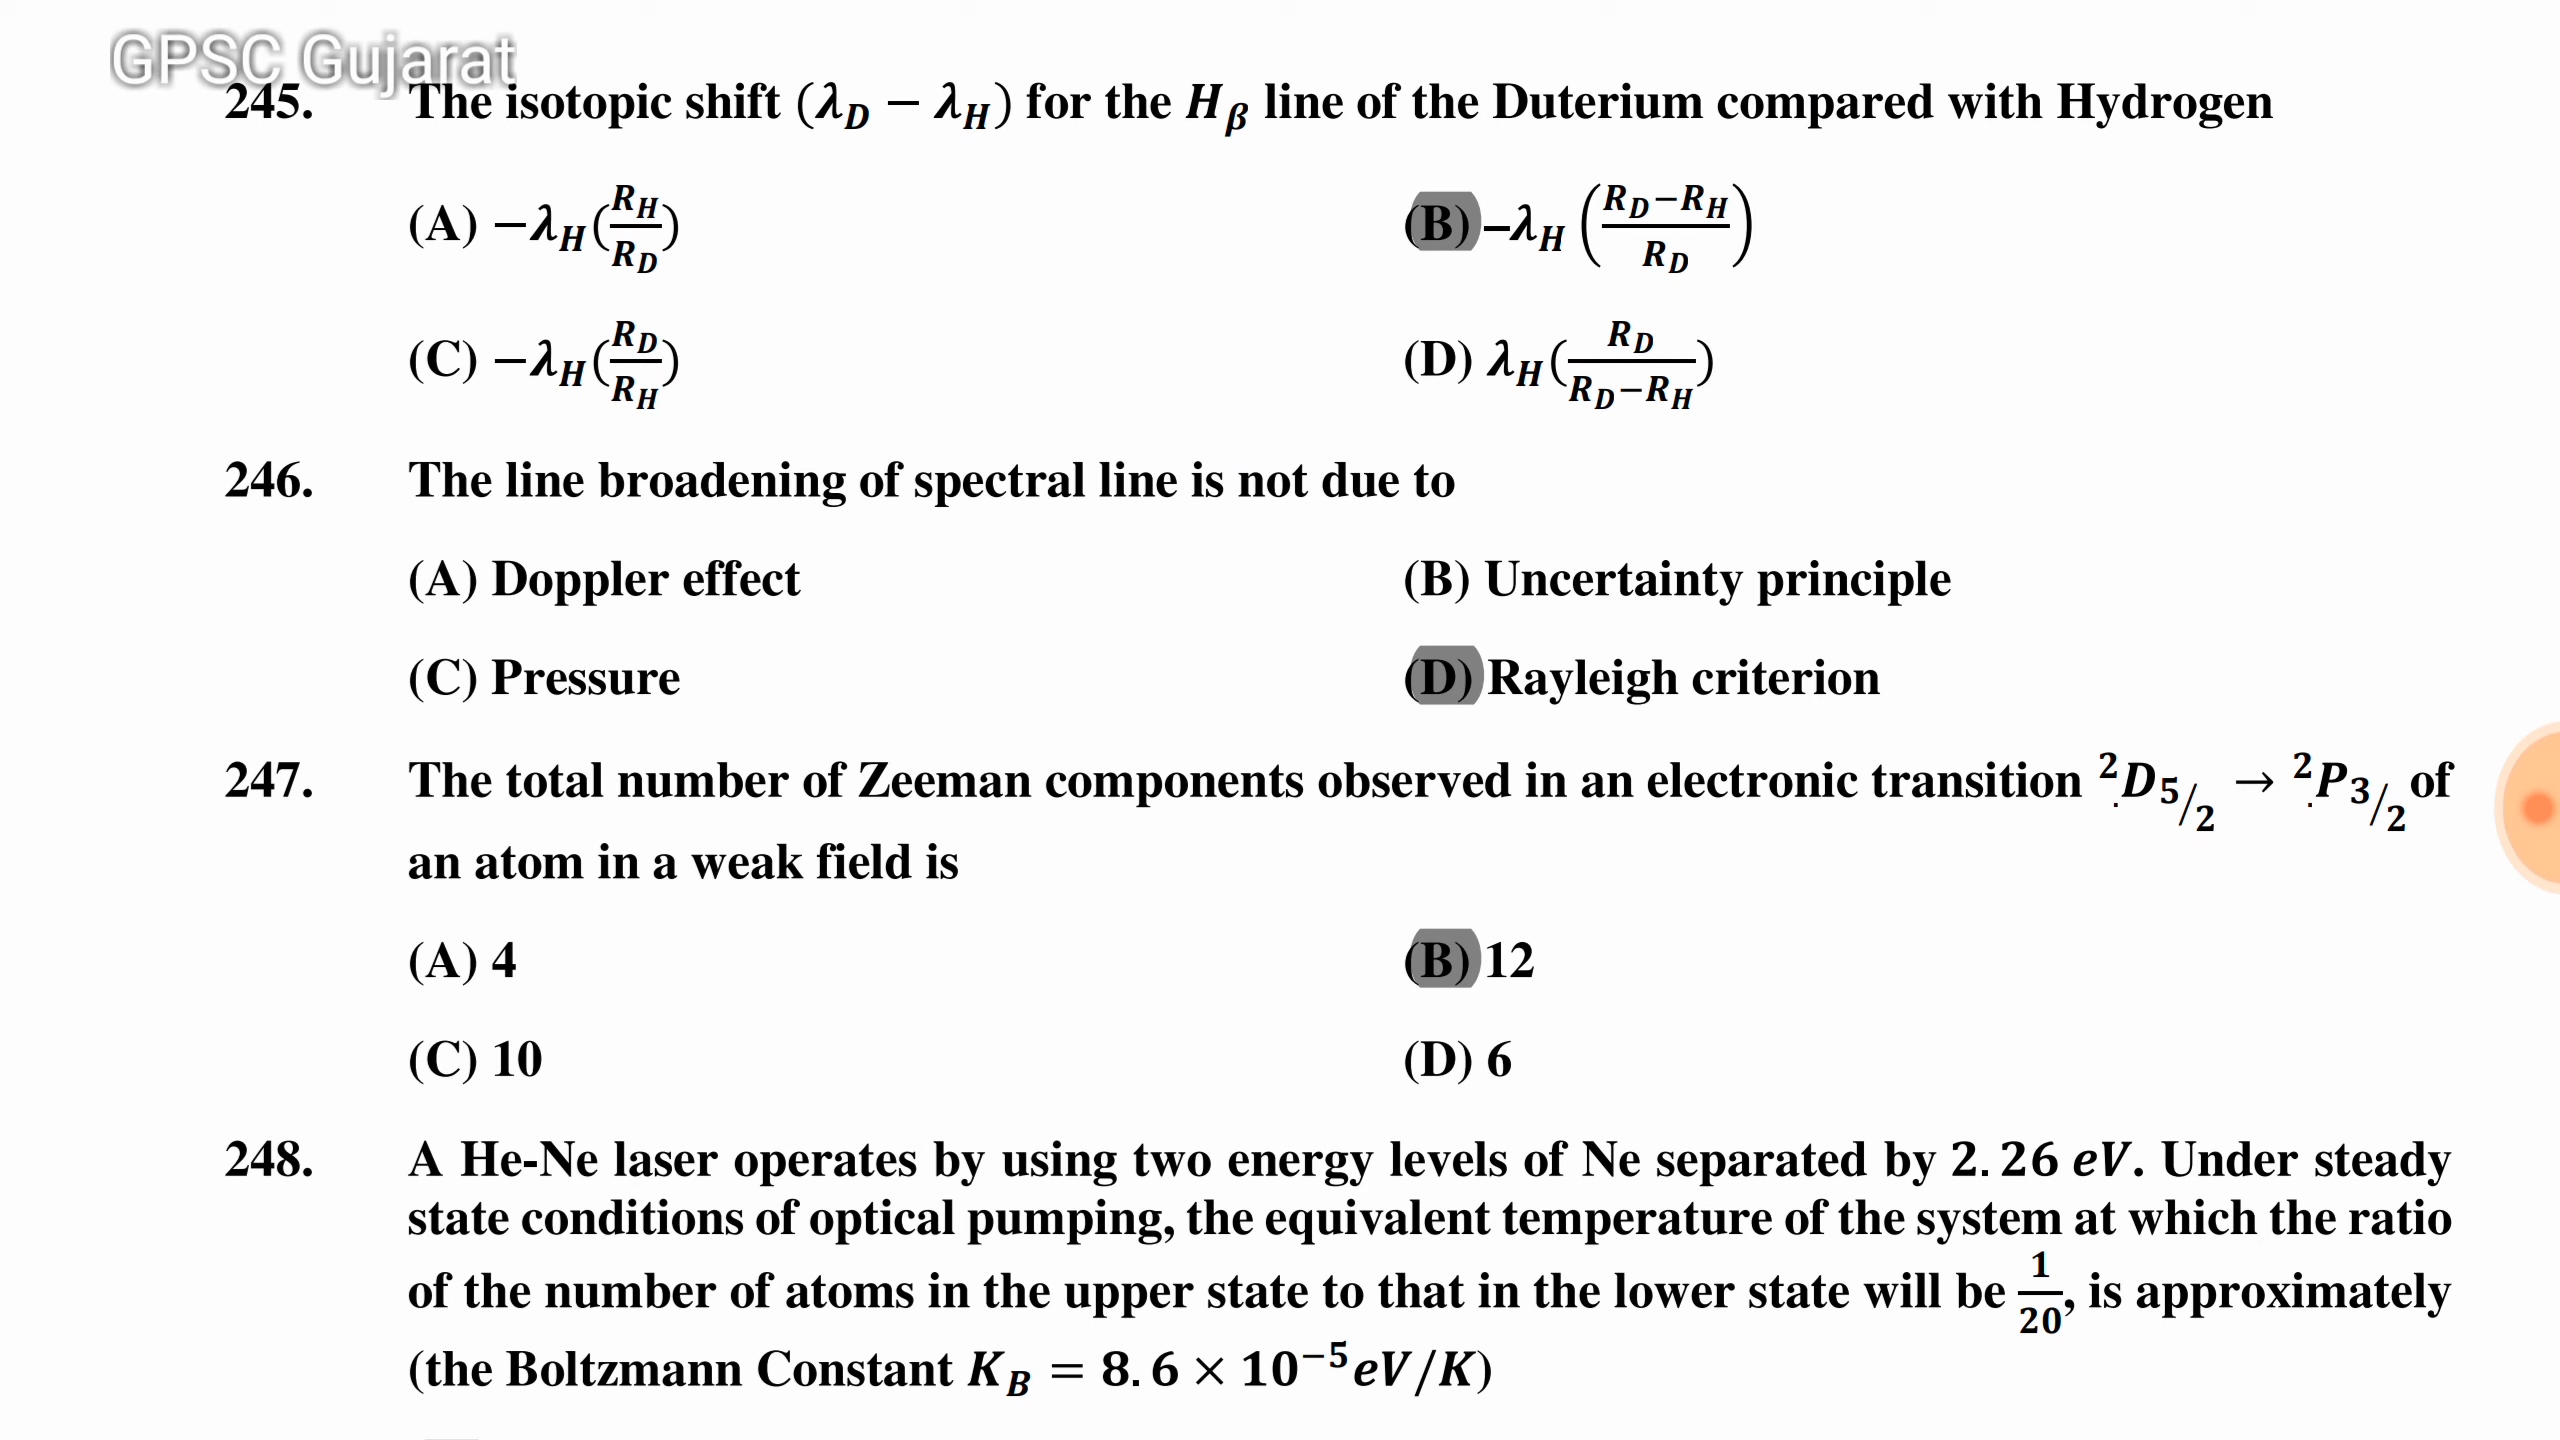 GPSC Gujarat
245. The isotopic shift (λ_D − λ_H) for the H_β line of the Duterium compared with Hydrogen
(A) −λ_H(R_H/R_D) (B) –λ_H((R_D−R_H)/R_D)
(C) −λ_H(R_D/R_H) (D) λ_H(R_D/(R_D−R_H))
246. The line broadening of spectral line is not due to
(A) Doppler effect (B) Uncertainty principle
(C) Pressure (D) Rayleigh criterion
247. The total number of Zeeman components observed in an electronic transition ²D_5/2 → ²P_3/2 of
an atom in a weak field is
(A) 4 (B) 12
(C) 10 (D) 6
248. A He-Ne laser operates by using two energy levels of Ne separated by 2.26 eV. Under steady
state conditions of optical pumping, the equivalent temperature of the system at which the ratio
of the number of atoms in the upper state to that in the lower state will be 1/20, is approximately
(the Boltzmann Constant K_B = 8.6 × 10⁻⁵ eV/K)